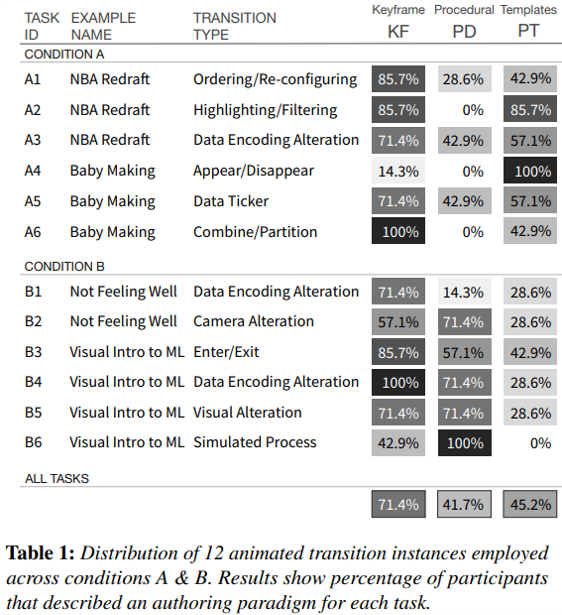 TASK ID EXAMPLE NAME TRANSITION TYPE Keyframe KF Procedural PD Templates PT
CONDITION A
A1 NBA Redraft Ordering/Re-configuring 85.7% 28.6% 42.9%
A2 NBA Redraft Highlighting/Filtering 85.7% 0% 85.7%
A3 NBA Redraft Data Encoding Alteration 71.4% 42.9% 57.1%
A4 Baby Making Appear/Disappear 14.3% 0% 100%
A5 Baby Making Data Ticker 71.4% 42.9% 57.1%
A6 Baby Making Combine/Partition 100% 0% 42.9%
CONDITION B
B1 Not Feeling Well Data Encoding Alteration 71.4% 14.3% 28.6%
B2 Not Feeling Well Camera Alteration 57.1% 71.4% 28.6%
B3 Visual Intro to ML Enter/Exit 85.7% 57.1% 42.9%
B4 Visual Intro to ML Data Encoding Alteration 100% 71.4% 28.6%
B5 Visual Intro to ML Visual Alteration 71.4% 71.4% 28.6%
B6 Visual Intro to ML Simulated Process 42.9% 100% 0%
ALL TASKS
71.4% 41.7% 45.2%
Table 1: Distribution of 12 animated transition instances employed
across conditions A & B. Results show percentage of participants
that described an authoring paradigm for each task.